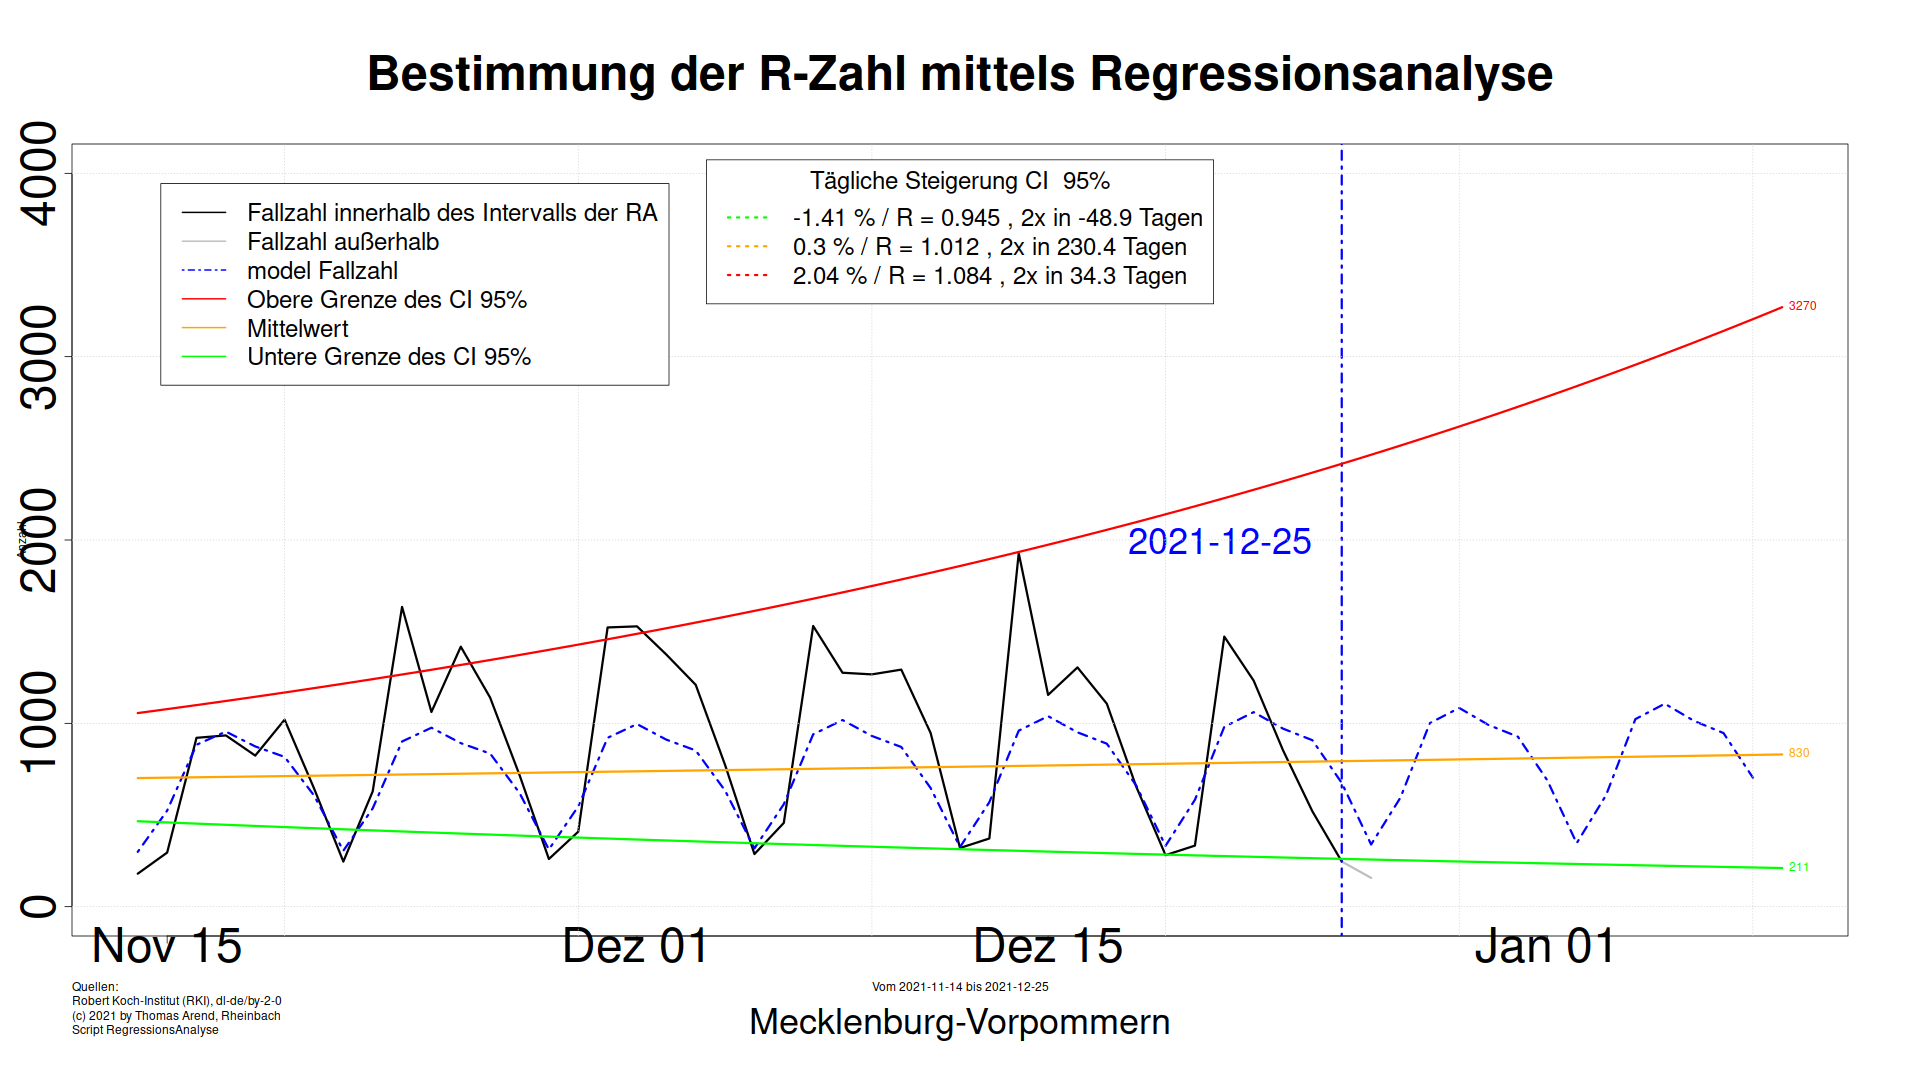 Bestimmung der R-Zahl mittels Regressionsanalyse
Fallzahl innerhalb des Intervalls der RA
Fallzahl außerhalb
model Fallzahl
Obere Grenze des CI 95%
Mittelwert
Untere Grenze des CI 95%
Tägliche Steigerung CI 95%
-1.41 % / R = 0.945 , 2x in -48.9 Tagen
0.3 % / R = 1.012 , 2x in 230.4 Tagen
2.04 % / R = 1.084 , 2x in 34.3 Tagen
4000
3000
2000
1000
0
Anzahl
2021-12-25
3270
830
211
Nov 15
Dez 01
Dez 15
Jan 01
Quellen:
Robert Koch-Institut (RKI), dl-de/by-2-0
(c) 2021 by Thomas Arend, Rheinbach
Script RegressionsAnalyse
Vom 2021-11-14 bis 2021-12-25
Mecklenburg-Vorpommern